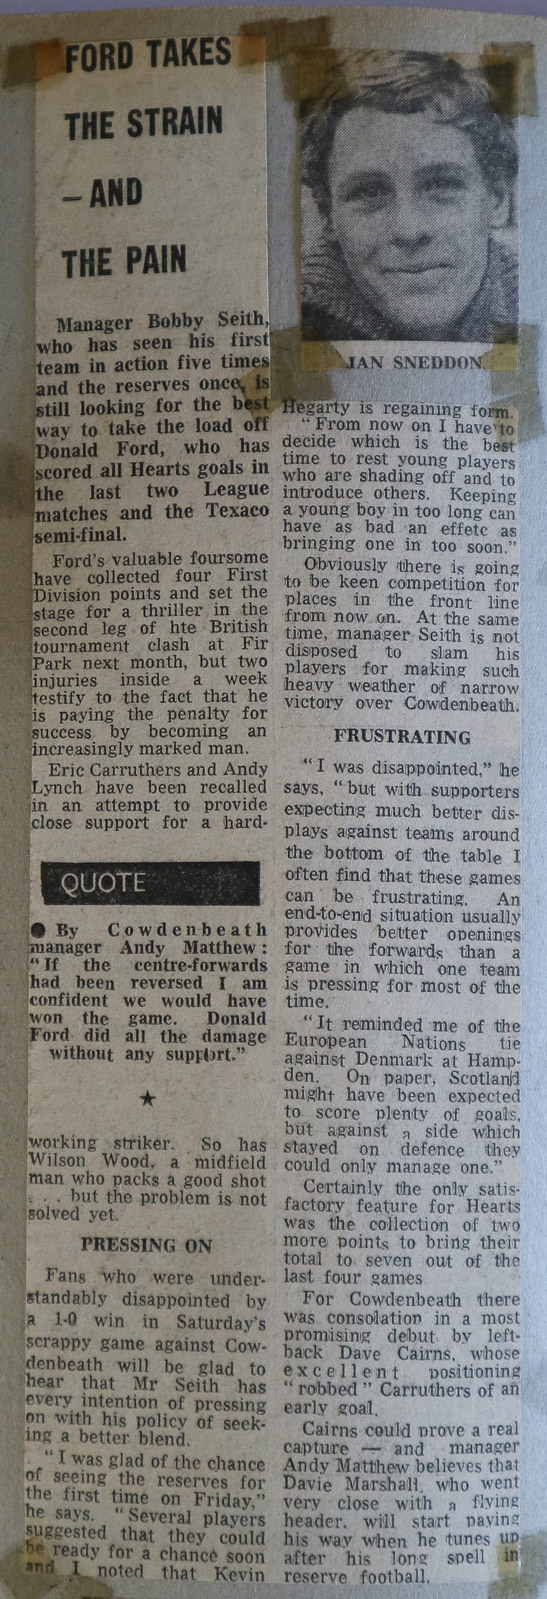 FORD TAKES
THE STRAIN
– AND
THE PAIN
Manager Bobby Seith,
who has seen his first
team in action five times
and the reserves once, is
still looking for the best
way to take the load off
Donald Ford, who has
scored all Hearts goals in
the last two League
matches and the Texaco
semi-final.
Ford's valuable foursome
have collected four First
Division points and set the
stage for a thriller in the
second leg of hte British
tournament clash at Fir
Park next month, but two
injuries inside a week
testify to the fact that he
is paying the penalty for
success by becoming an
increasingly marked man.
Eric Carruthers and Andy
Lynch have been recalled
in an attempt to provide
close support for a hard-
QUOTE
● By Cowdenbeath
manager Andy Matthew :
"If the centre-forwards
had been reversed I am
confident we would have
won the game. Donald
Ford did all the damage
without any support."
★
working striker. So has
Wilson Wood, a midfield
man who packs a good shot
. . . but the problem is not
solved yet.
PRESSING ON
Fans who were under-
standably disappointed by
a 1-0 win in Saturday's
scrappy game against Cow-
denbeath will be glad to
hear that Mr Seith has
every intention of pressing
on with his policy of seek-
ing a better blend.
"I was glad of the chance
of seeing the reserves for
the first time on Friday,"
he says. "Several players
suggested that they could
be ready for a chance soon
and I noted that Kevin
JAN SNEDDON
Hegarty is regaining form.
"From now on I have to
decide which is the best
time to rest young players
who are shading off and to
introduce others. Keeping
a young boy in too long can
have as bad an effetc as
bringing one in too soon."
Obviously there is going
to be keen competition for
places in the front line
from now on. At the same
time, manager Seith is not
disposed to slam his
players for making such
heavy weather of narrow
victory over Cowdenbeath.
FRUSTRATING
"I was disappointed," he
says, "but with supporters
expecting much better dis-
plays against teams around
the bottom of the table I
often find that these games
can be frustrating. An
end-to-end situation usually
provides better openings
for the forwards than a
game in which one team
is pressing for most of the
time.
"It reminded me of the
European Nations tie
against Denmark at Hamp-
den. On paper, Scotland
might have been expected
to score plenty of goals,
but against a side which
stayed on defence they
could only manage one."
Certainly the only satis-
factory feature for Hearts
was the collection of two
more points to bring their
total to seven out of the
last four games
For Cowdenbeath there
was consolation in a most
promising debut by left-
back Dave Cairns, whose
excellent positioning
"robbed" Carruthers of an
early goal.
Cairns could prove a real
capture — and manager
Andy Matthew believes that
Davie Marshall, who went
very close with a flying
header, will start paying
his way when he tunes up
after his long spell in
reserve football.